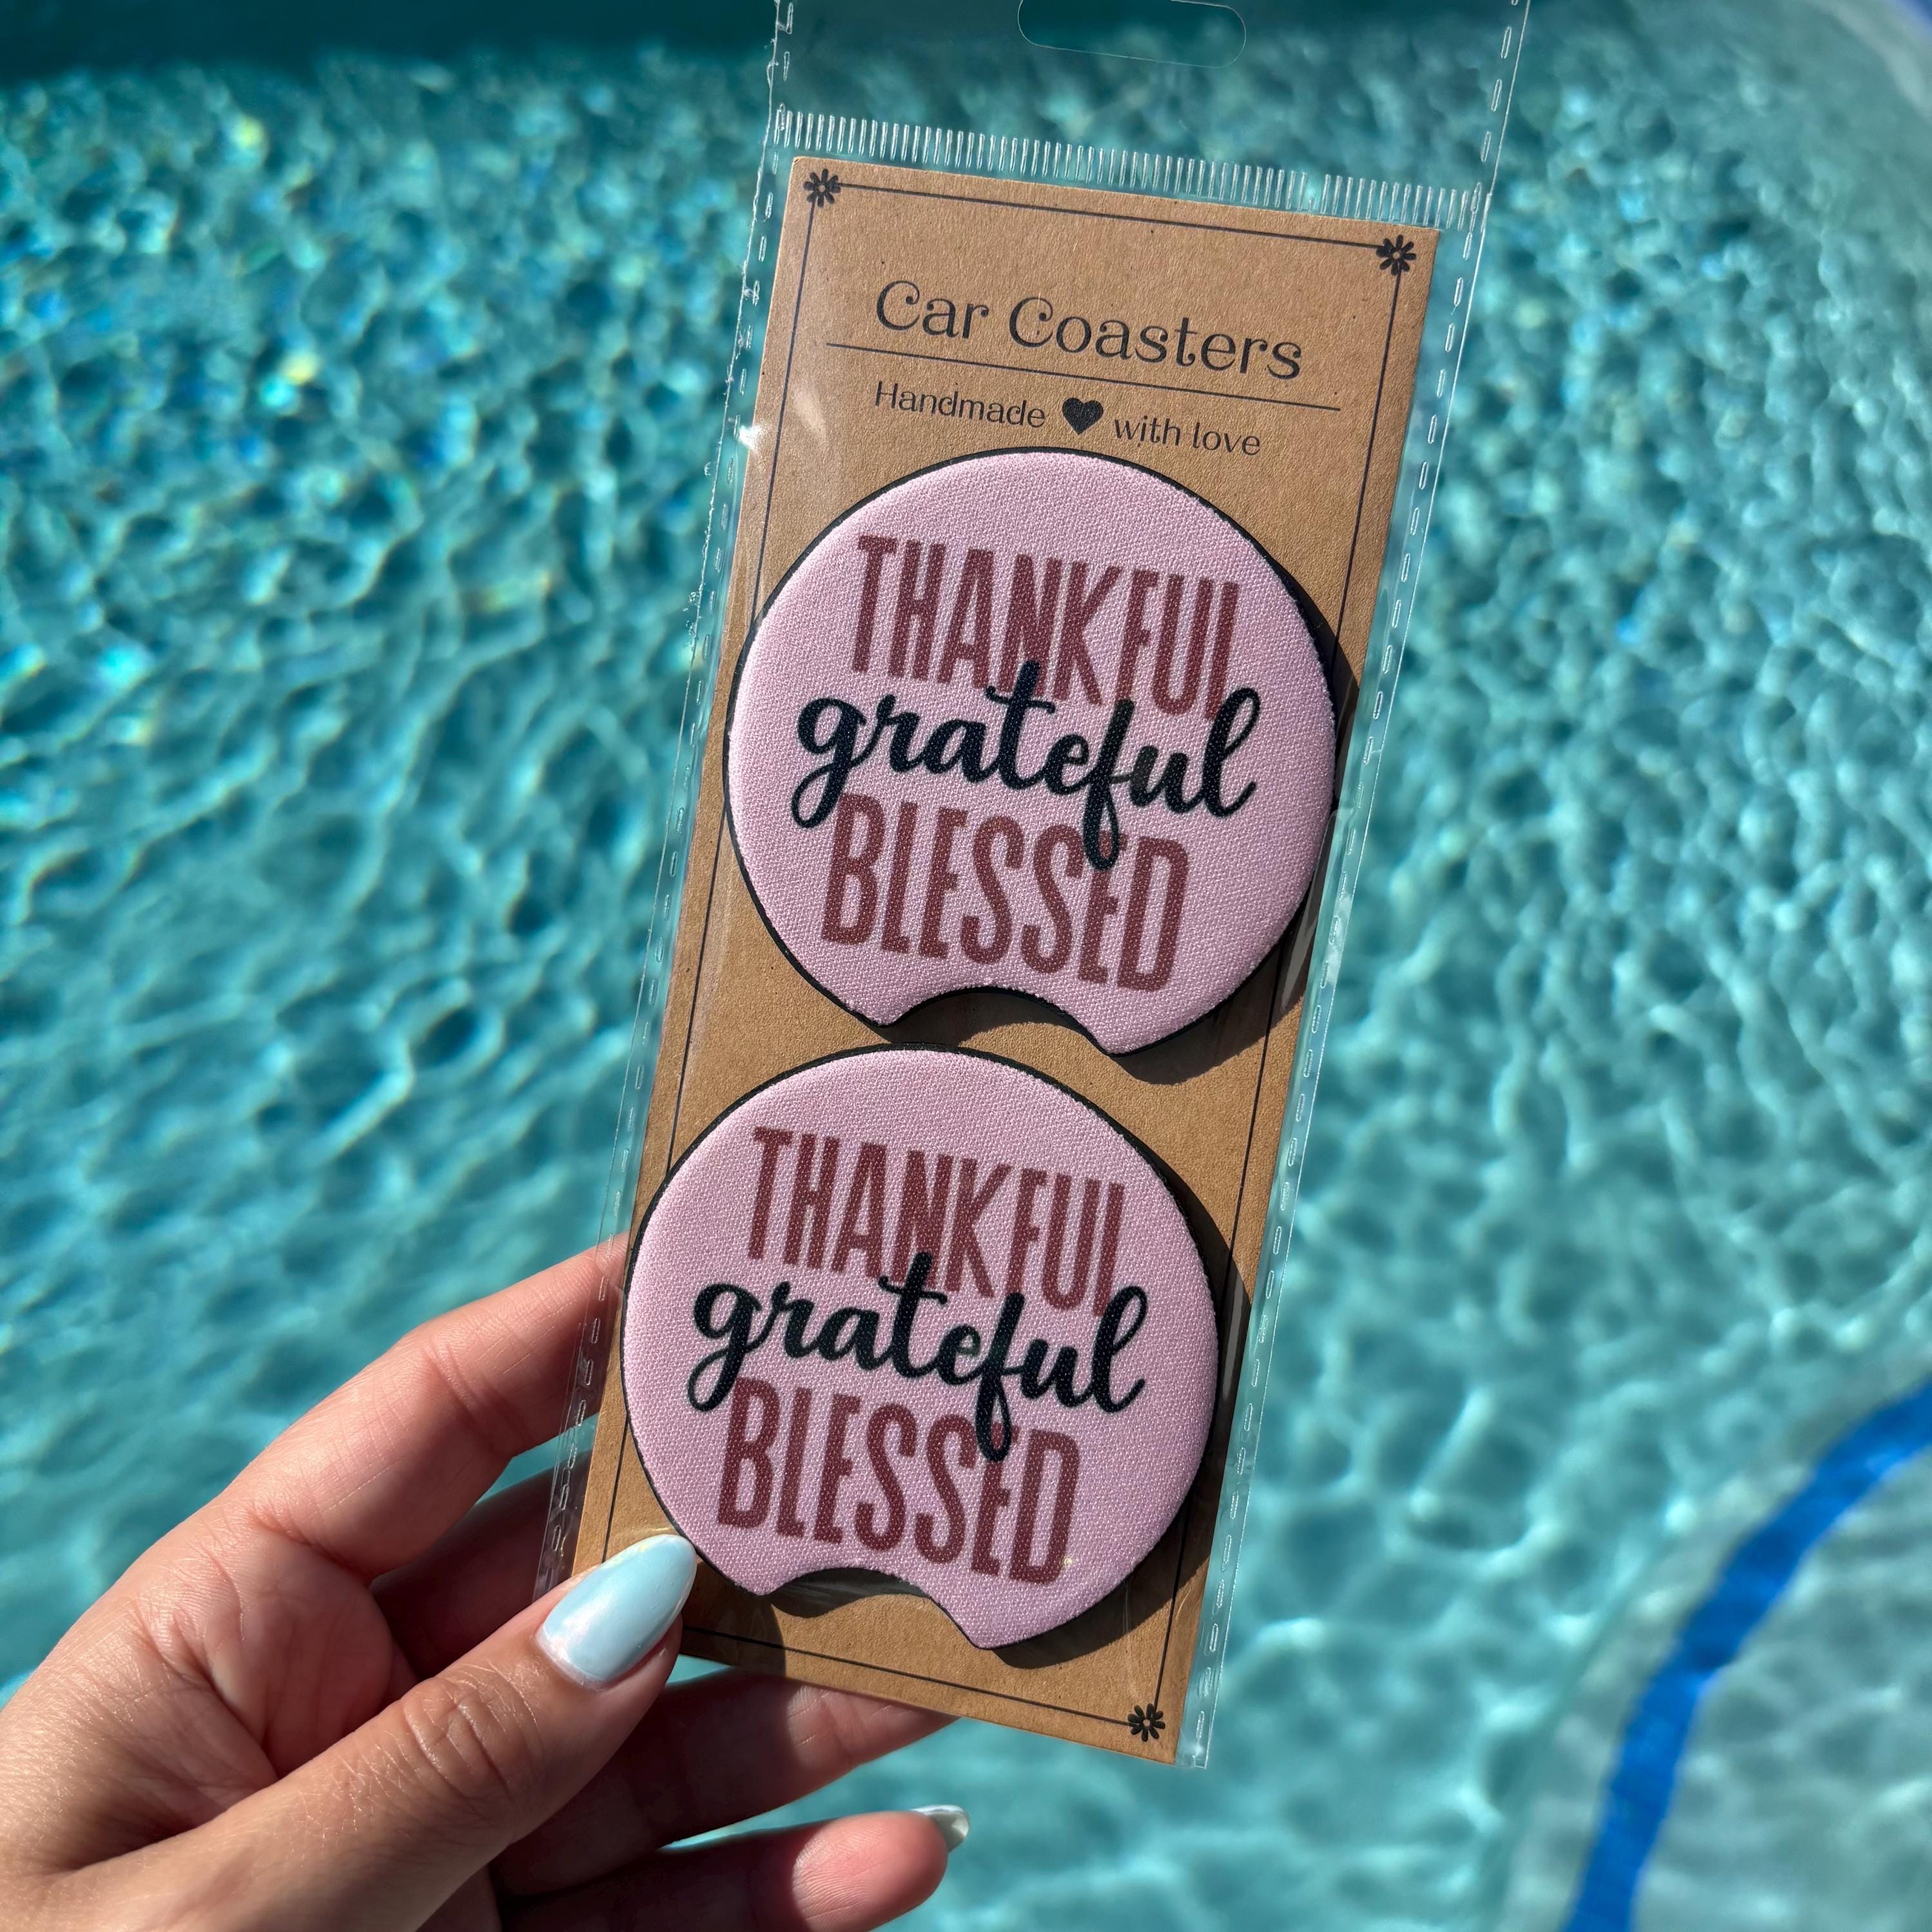 Car Coasters
Handmade ♥ with love
THANKFUL
grateful
BLESSED
THANKFUL
grateful
BLESSED